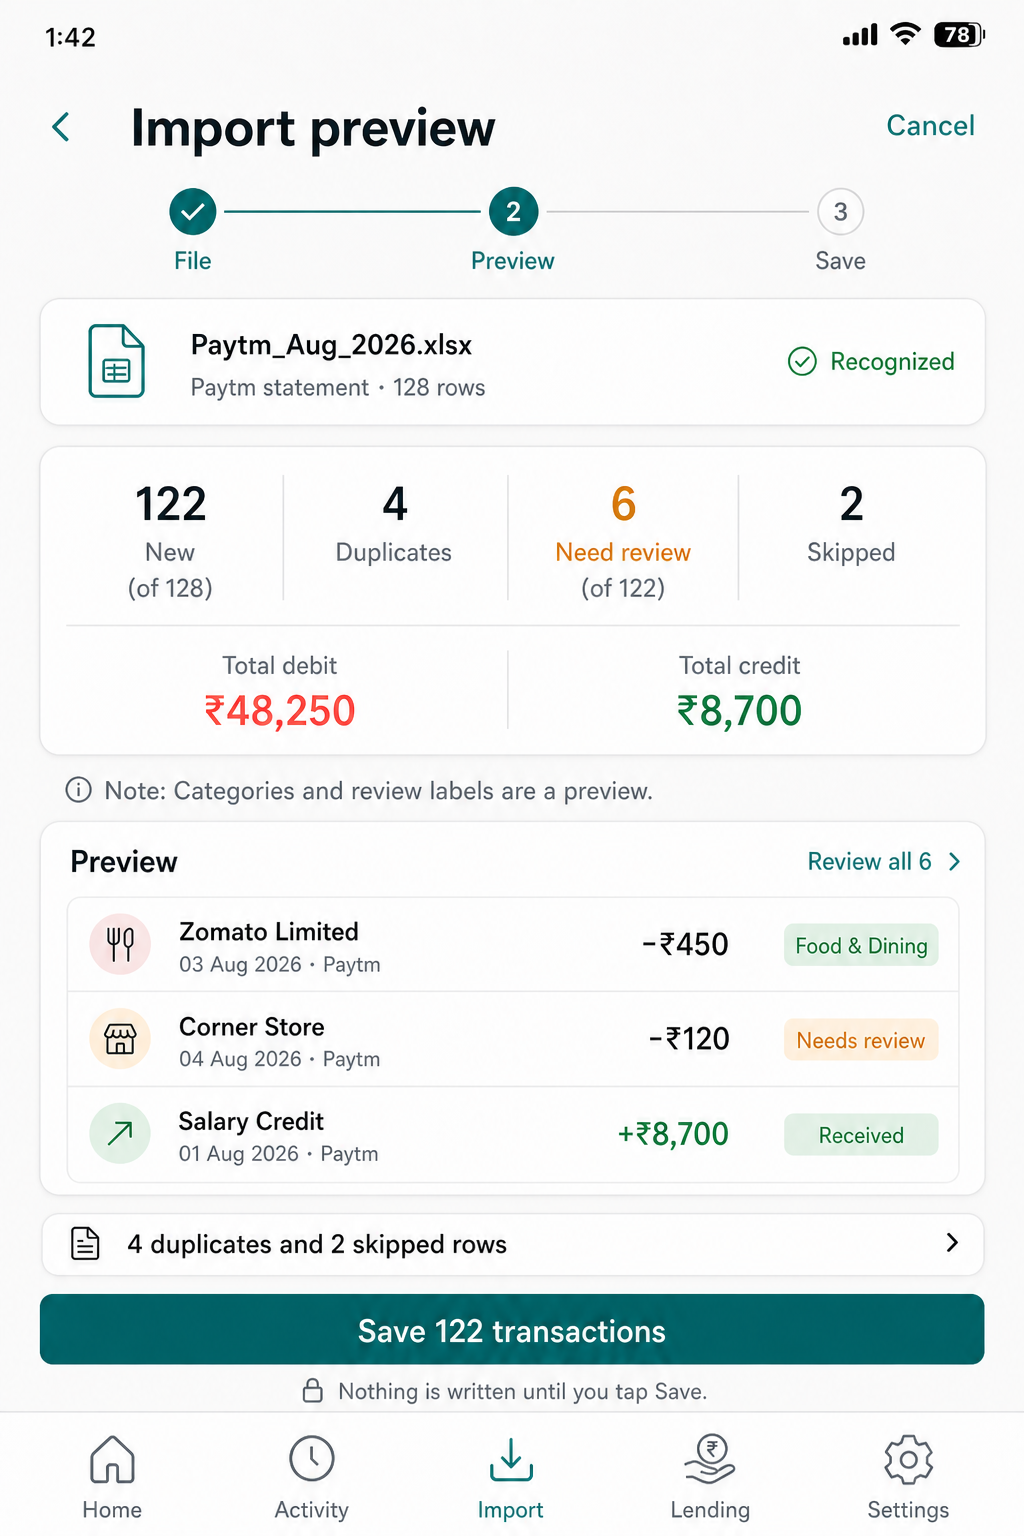 1:42
78
Import preview
Cancel
2
3
File
Preview
Save
Paytm_Aug_2026.xlsx
Paytm statement • 128 rows
Recognized
122
4
6
2
New
Duplicates
Need review
Skipped
(of 128)
(of 122)
Total debit
Total credit
₹48,250
₹8,700
Note: Categories and review labels are a preview.
Preview
Review all 6
Zomato Limited
03 Aug 2026 • Paytm
-₹450
Food & Dining
Corner Store
04 Aug 2026 • Paytm
-₹120
Needs review
Salary Credit
01 Aug 2026 • Paytm
+₹8,700
Received
4 duplicates and 2 skipped rows
Save 122 transactions
Nothing is written until you tap Save.
₹
Home
Activity
Import
Lending
Settings